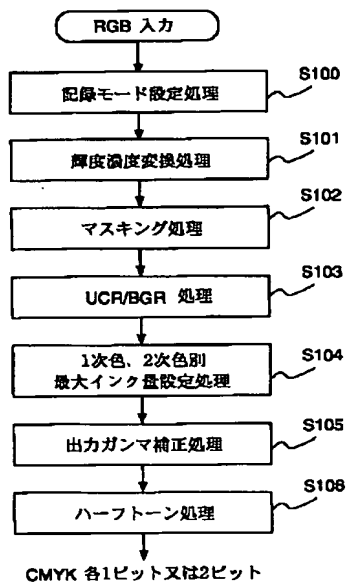 RGB 入力
S100
記録モード設定処理
S101
輝度濃度変換処理
S102
マスキング処理
S103
UCR/BGR 処理
S104
1次色、2次色別
最大インク量設定処理
S105
出力ガンマ補正処理
S106
ハーフトーン処理
CMYK 各1ビット又は2ビット